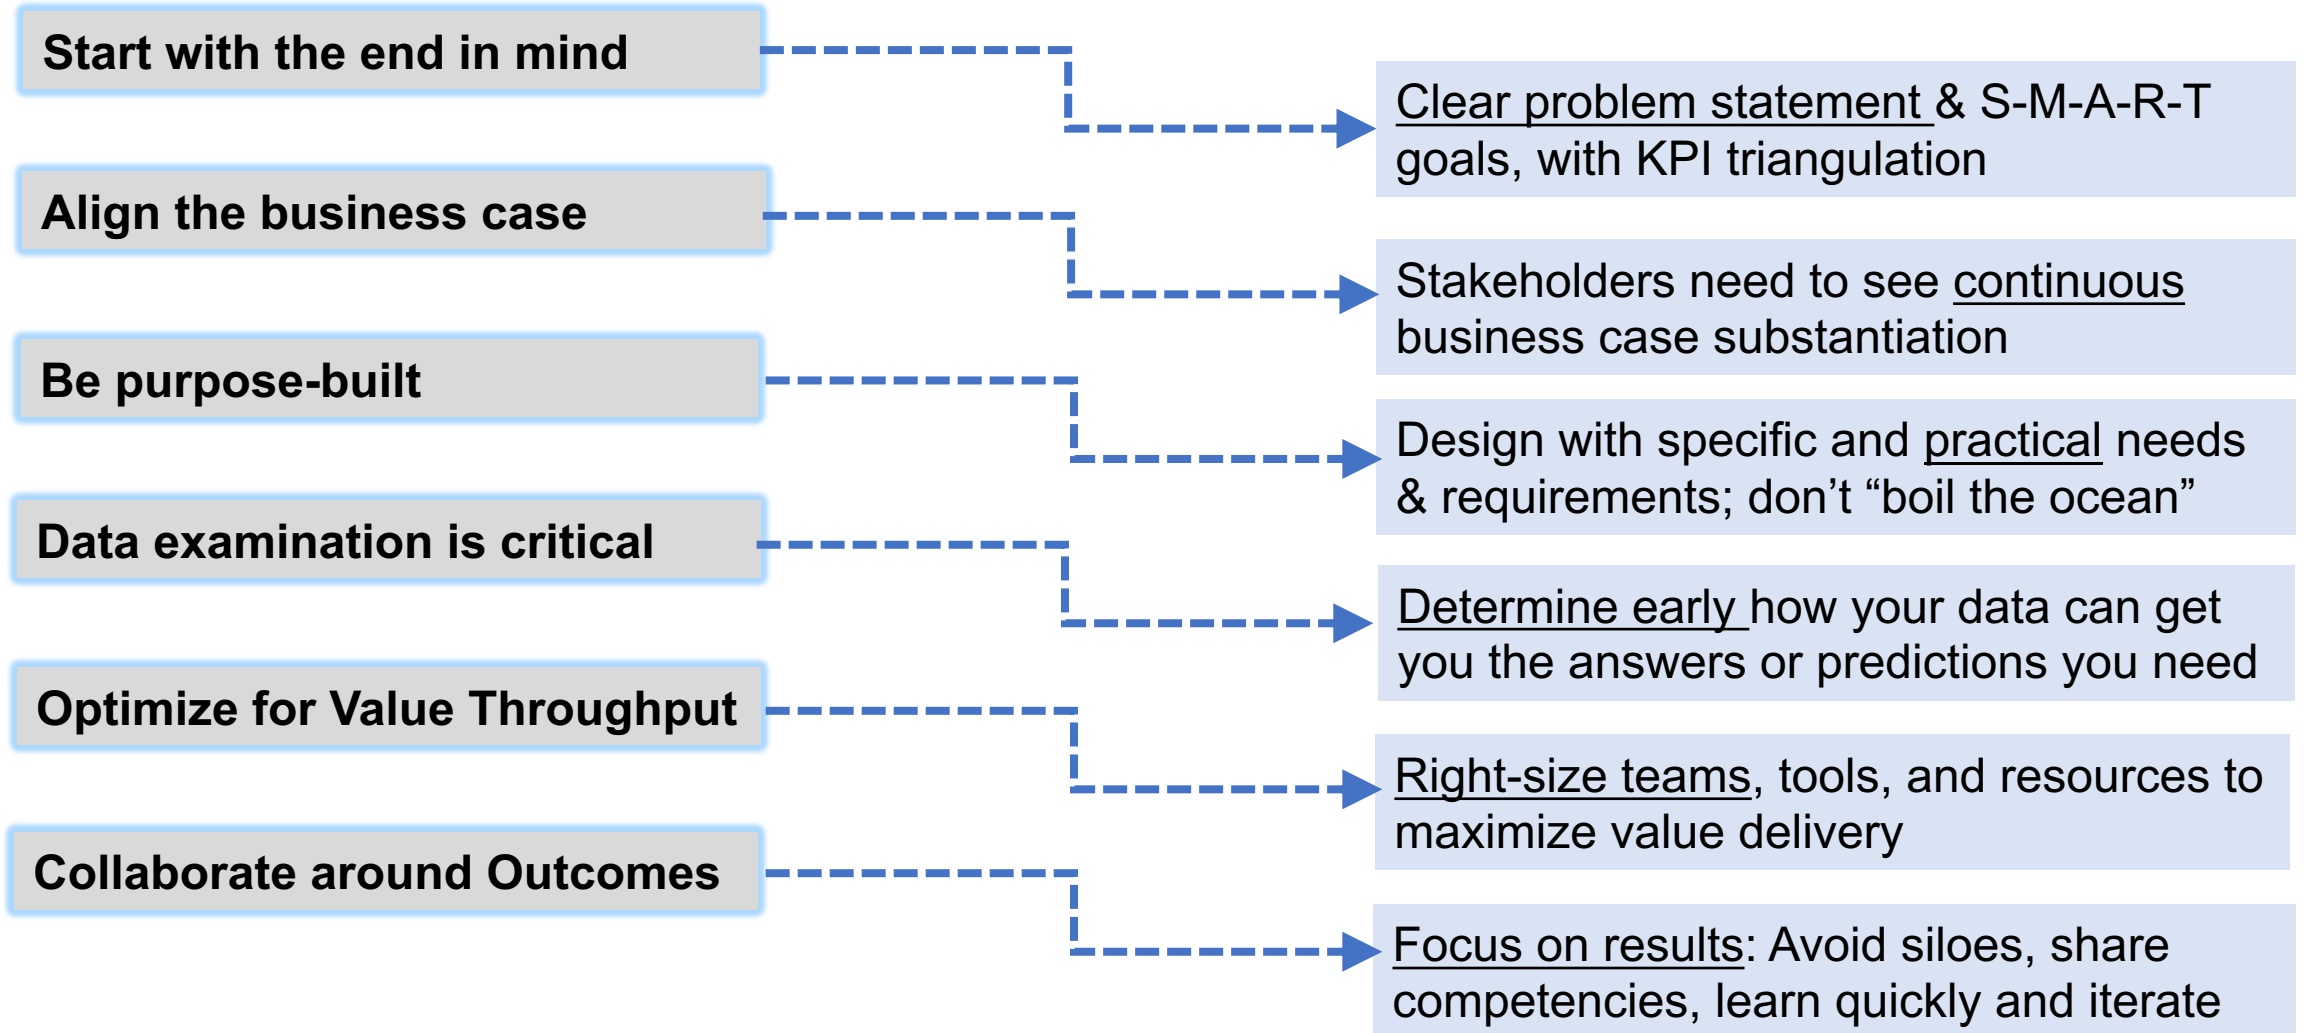 Start with the end in mind
Clear problem statement & S-M-A-R-T
goals, with KPI triangulation
Align the business case
Stakeholders need to see continuous
business case substantiation
Be purpose-built
Design with specific and practical needs
& requirements; don’t “boil the ocean”
Data examination is critical
Determine early how your data can get
you the answers or predictions you need
Optimize for Value Throughput
Right-size teams, tools, and resources to
maximize value delivery
Collaborate around Outcomes
Focus on results: Avoid siloes, share
competencies, learn quickly and iterate